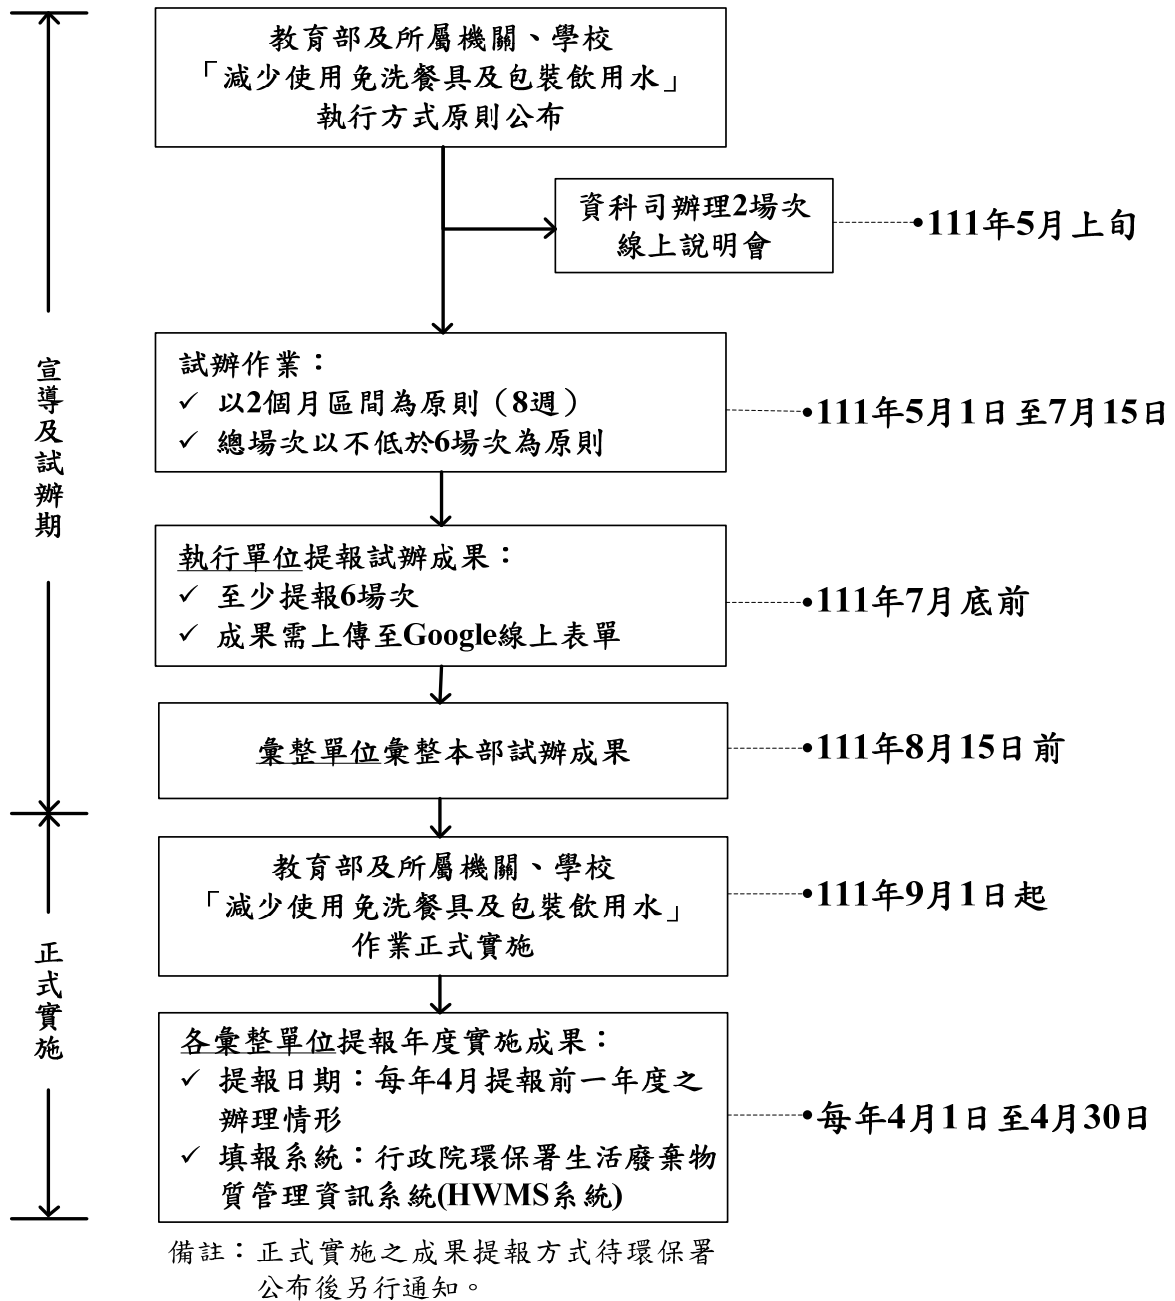 教育部及所屬機關、學校
「減少使用免洗餐具及包裝飲用水」
執行方式原則公布
資科司辦理2場次
線上說明會
•111年5月上旬
宣導及試辦期
試辦作業：
✓ 以2個月區間為原則（8週）
✓ 總場次以不低於6場次為原則
•111年5月1日至7月15日
執行單位提報試辦成果：
✓ 至少提報6場次
✓ 成果需上傳至Google線上表單
•111年7月底前
彙整單位彙整本部試辦成果
•111年8月15日前
正式實施
教育部及所屬機關、學校
「減少使用免洗餐具及包裝飲用水」
作業正式實施
•111年9月1日起
各彙整單位提報年度實施成果：
✓ 提報日期：每年4月提報前一年度之
辦理情形
✓ 填報系統：行政院環保署生活廢棄物
質管理資訊系統(HWMS系統)
•每年4月1日至4月30日
備註：正式實施之成果提報方式待環保署
公布後另行通知。